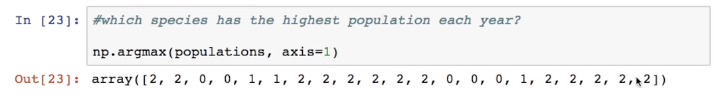 In [23]: #which species has the highest population each year?
np.argmax(populations, axis=1)
Out[23]: array([2, 2, 0, 0, 1, 1, 2, 2, 2, 2, 2, 2, 0, 0, 0, 1, 2, 2, 2, 2, 2])